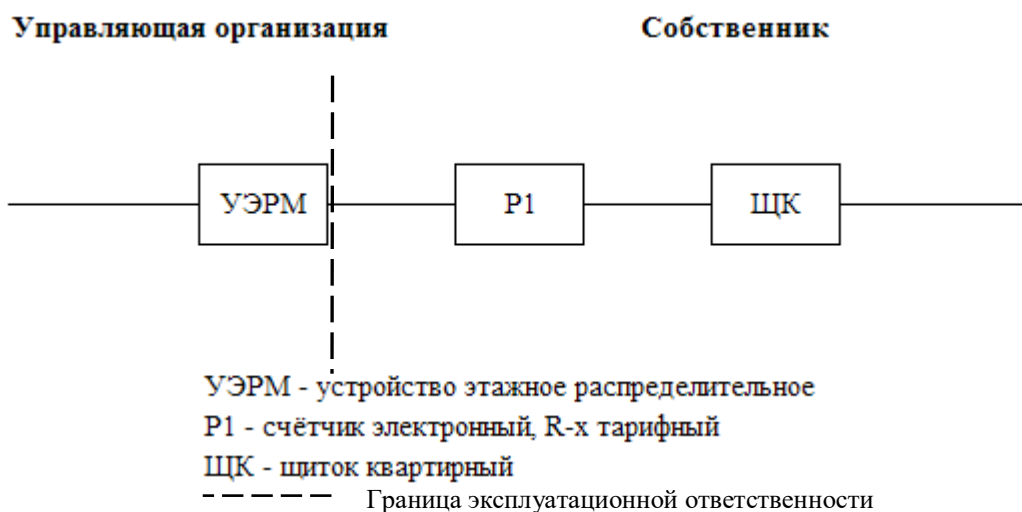 Управляющая организация Собственник
УЭРМ Р1 ЩК
УЭРМ - устройство этажное распределительное
Р1 - счётчик электронный, R-х тарифный
ЩК - щиток квартирный
Граница эксплуатационной ответственности